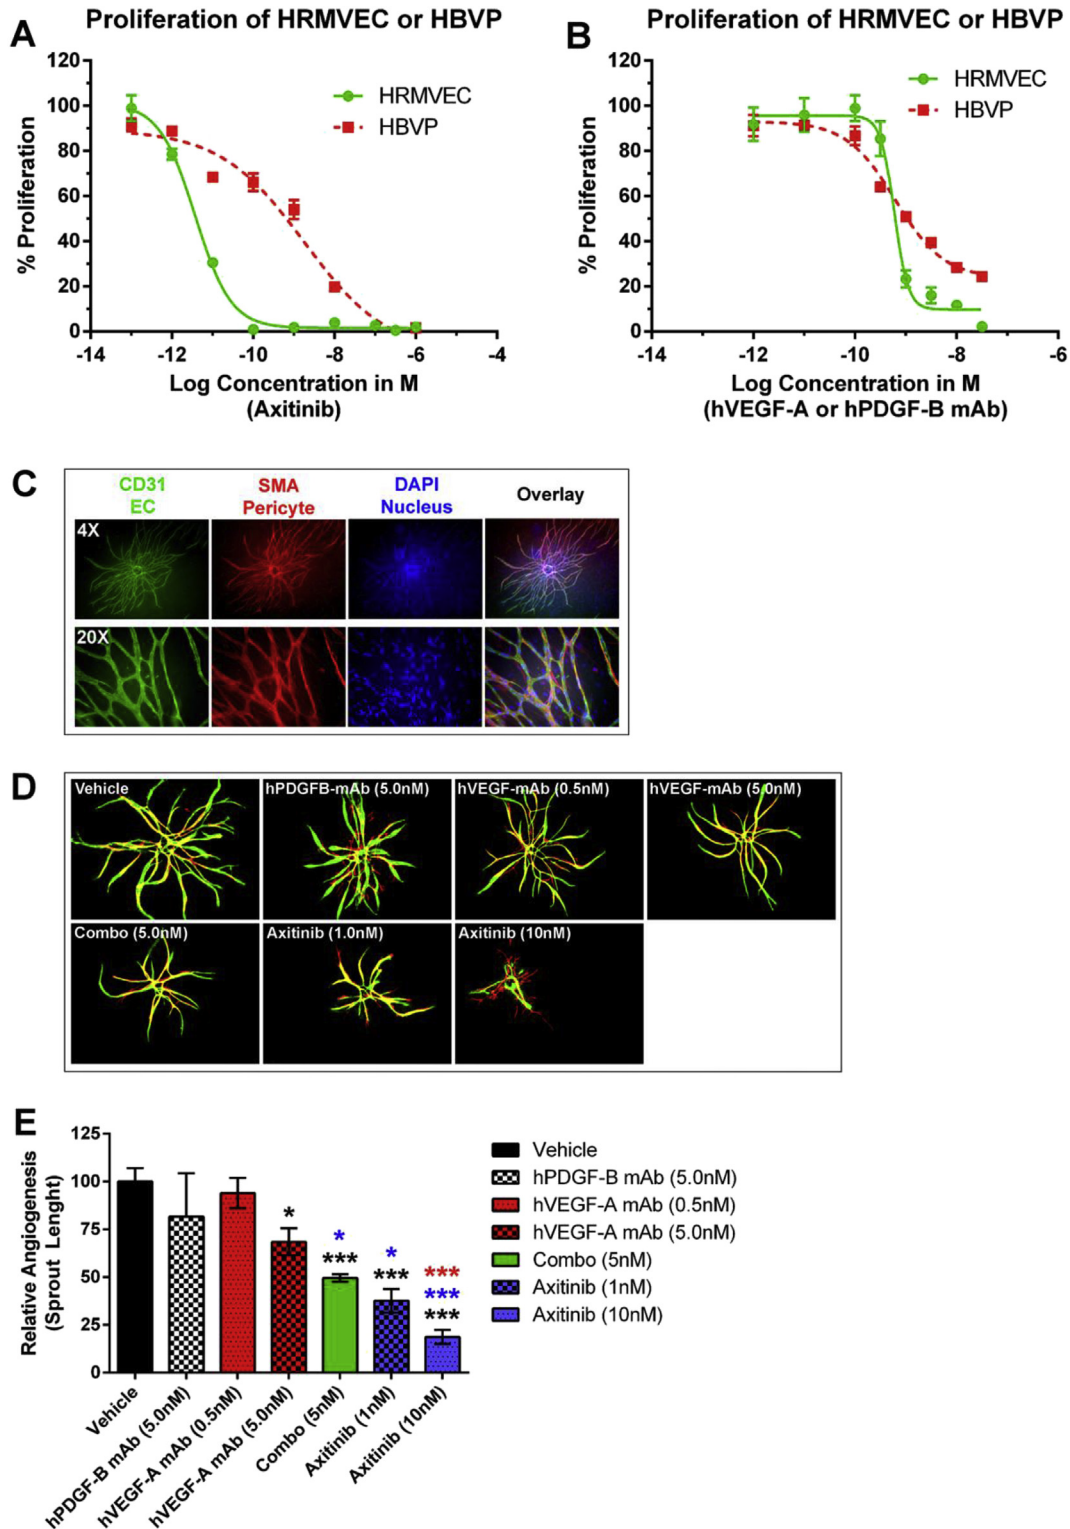 A
Proliferation of HRMVEC or HBVP
120
100
80
60
40
20
0
% Proliferation
HRMVEC
HBVP
-14
-12
-10
-8
-6
-4
Log Concentration in M
(Axitinib)
B
Proliferation of HRMVEC or HBVP
120
100
80
60
40
20
0
% Proliferation
HRMVEC
HBVP
-14
-12
-10
-8
-6
Log Concentration in M
(hVEGF-A or hPDGF-B mAb)
C
CD31
EC
SMA
Pericyte
DAPI
Nucleus
Overlay
4X
20X
D
Vehicle
hPDGFB-mAb (5.0nM)
hVEGF-mAb (0.5nM)
hVEGF-mAb (5.0nM)
Combo (5.0nM)
Axitinib (1.0nM)
Axitinib (10nM)
E
Relative Angiogenesis
(Sprout Lenght)
125
100
75
50
25
0
*
*
***
*
***
***
***
***
Vehicle
hPDGF-B mAb (5.0nM)
hVEGF-A mAb (0.5nM)
hVEGF-A mAb (5.0nM)
Combo (5nM)
Axitinib (1nM)
Axitinib (10nM)
Vehicle
hPDGF-B mAb (5.0nM)
hVEGF-A mAb (0.5nM)
hVEGF-A mAb (5.0nM)
Combo (5nM)
Axitinib (1nM)
Axitinib (10nM)